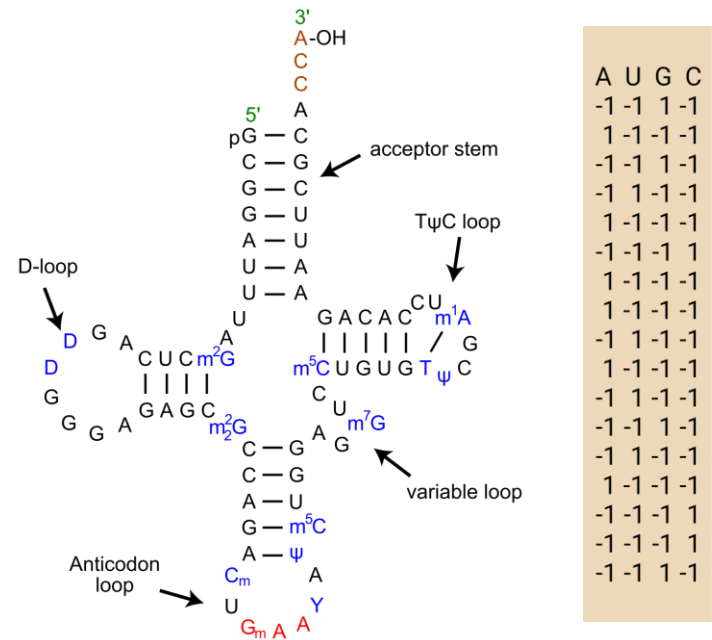 3'
A-OH
C
C
A
5'
pG C
C G
G C
G U
A U
U A
U A
acceptor stem
TψC loop
D-loop
U
A
D
D
G
A
CUCm²G
G
G
G
A
GAGC
m²₂G
GACAC
CU
m¹A
G
C
ψ
T
m⁵CUGUG
C
U
m⁷G
G
A
variable loop
C G
C G
A U
G m⁵C
A ψ
Anticodon
loop
Cm
A
U
Y
Gm A A
A U G C
-1 -1 1 -1
1 -1 -1 -1
-1 -1 1 -1
-1 -1 1 -1
1 -1 -1 -1
-1 -1 -1 1
1 -1 -1 -1
1 -1 -1 -1
-1 -1 1 -1
1 -1 -1 -1
-1 -1 -1 1
-1 -1 1 -1
-1 -1 -1 1
1 -1 -1 -1
-1 -1 1 -1
-1 -1 -1 1
-1 -1 1 -1